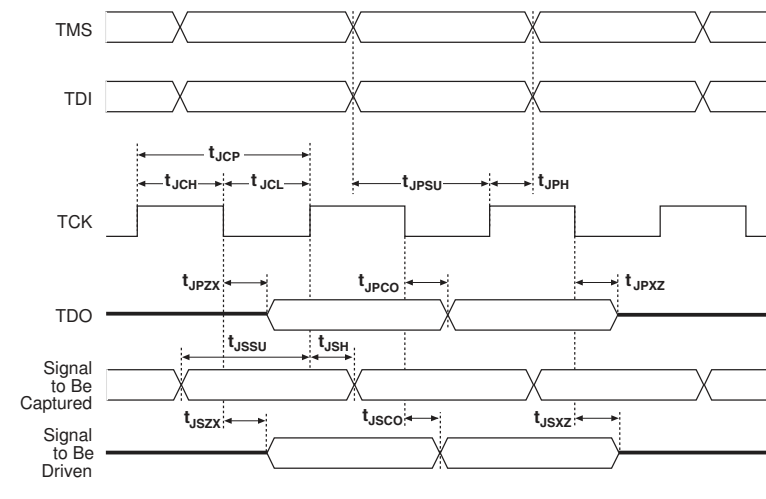 TMS
TDI
tJCP
tJCH
tJCL
tJPSU
tJPH
TCK
tJPZX
tJPCO
tJPXZ
TDO
tJSSU
tJSH
Signal
to Be
Captured
tJSZX
tJSCO
tJSXZ
Signal
to Be
Driven